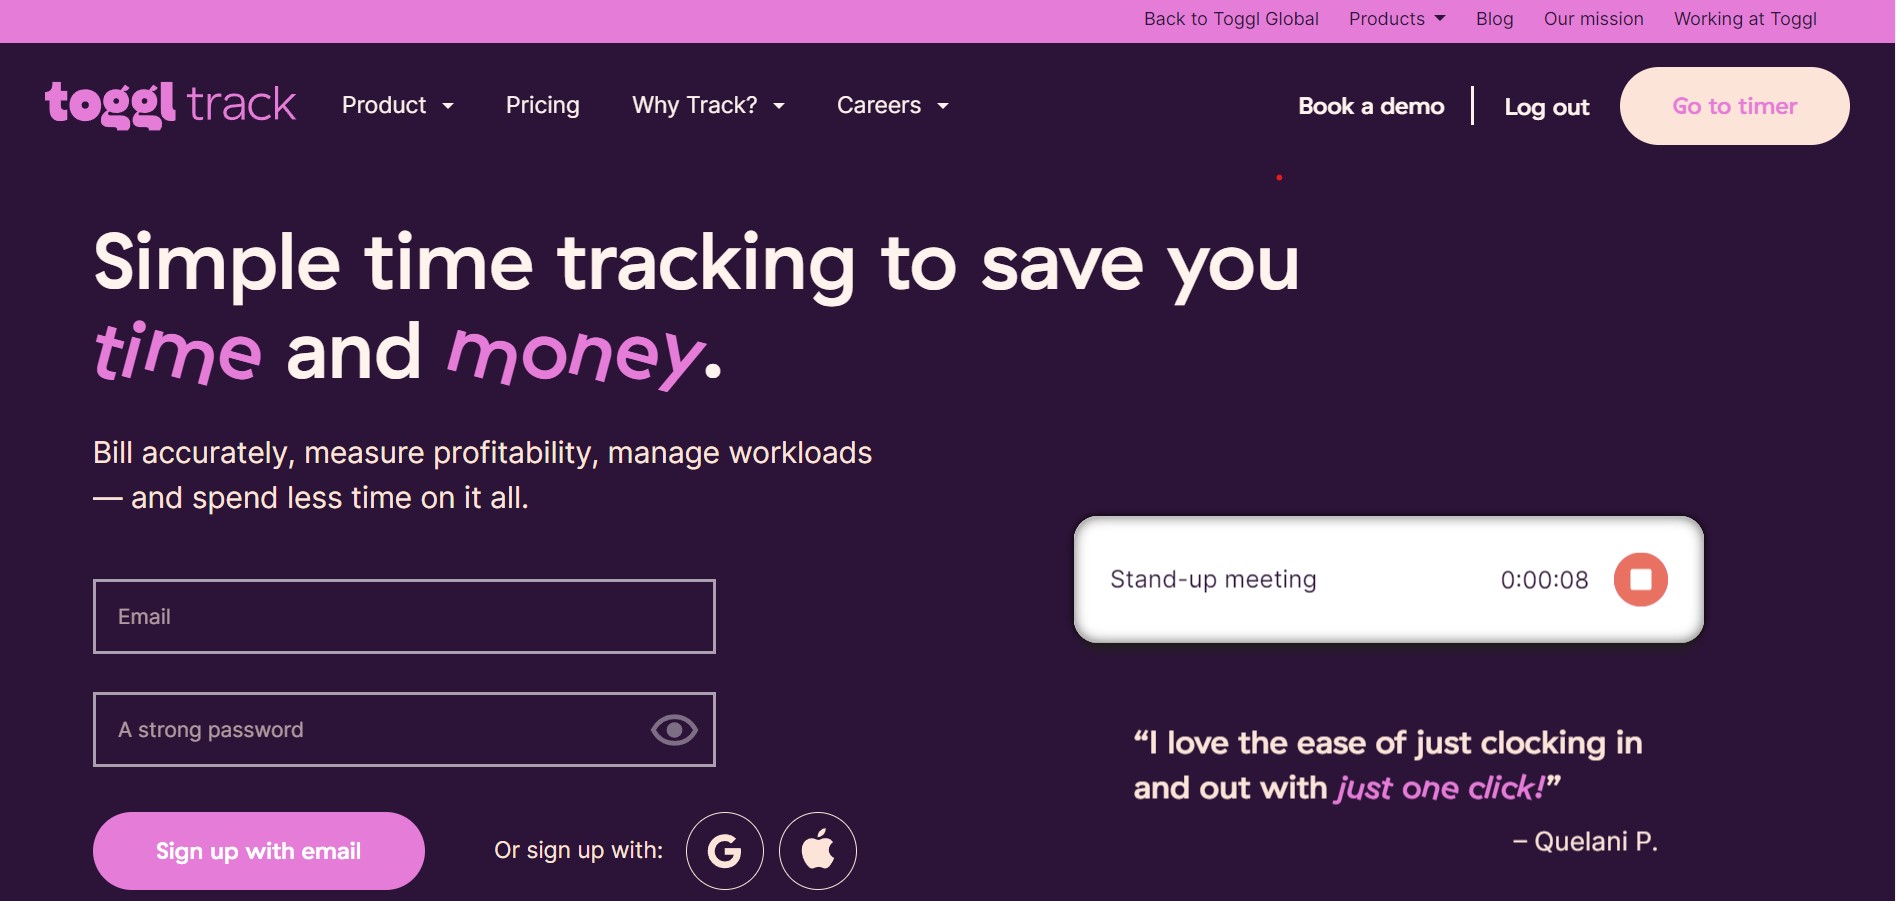 Back to Toggl Global Products Blog Our mission Working at Toggl
toggl track Product Pricing Why Track? Careers Book a demo Log out Go to timer
Simple time tracking to save you
time and money.
Bill accurately, measure profitability, manage workloads
— and spend less time on it all.
Email
A strong password
Sign up with email Or sign up with: G
Stand-up meeting 0:00:08
“I love the ease of just clocking in
and out with just one click!”
– Quelani P.